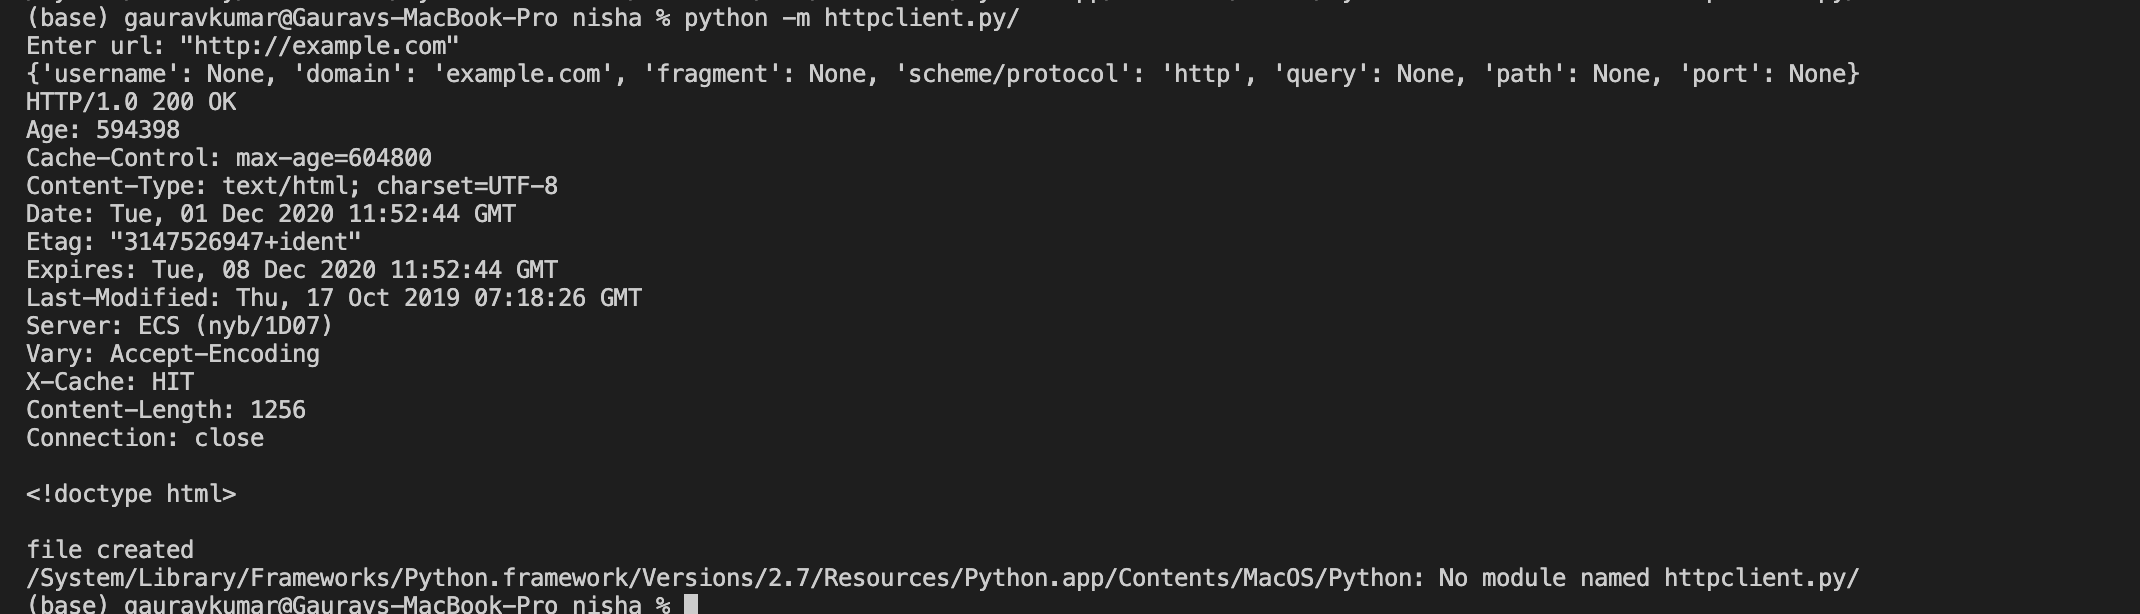 (base) gauravkumar@Gauravs-MacBook-Pro nisha % python -m httpclient.py/
Enter url: "http://example.com"
{'username': None, 'domain': 'example.com', 'fragment': None, 'scheme/protocol': 'http', 'query': None, 'path': None, 'port': None}
HTTP/1.0 200 OK
Age: 594398
Cache-Control: max-age=604800
Content-Type: text/html; charset=UTF-8
Date: Tue, 01 Dec 2020 11:52:44 GMT
Etag: "3147526947+ident"
Expires: Tue, 08 Dec 2020 11:52:44 GMT
Last-Modified: Thu, 17 Oct 2019 07:18:26 GMT
Server: ECS (nyb/1D07)
Vary: Accept-Encoding
X-Cache: HIT
Content-Length: 1256
Connection: close
<!doctype html>
file created
/System/Library/Frameworks/Python.framework/Versions/2.7/Resources/Python.app/Contents/MacOS/Python: No module named httpclient.py/
(base) gauravkumar@Gauravs-MacBook-Pro nisha %